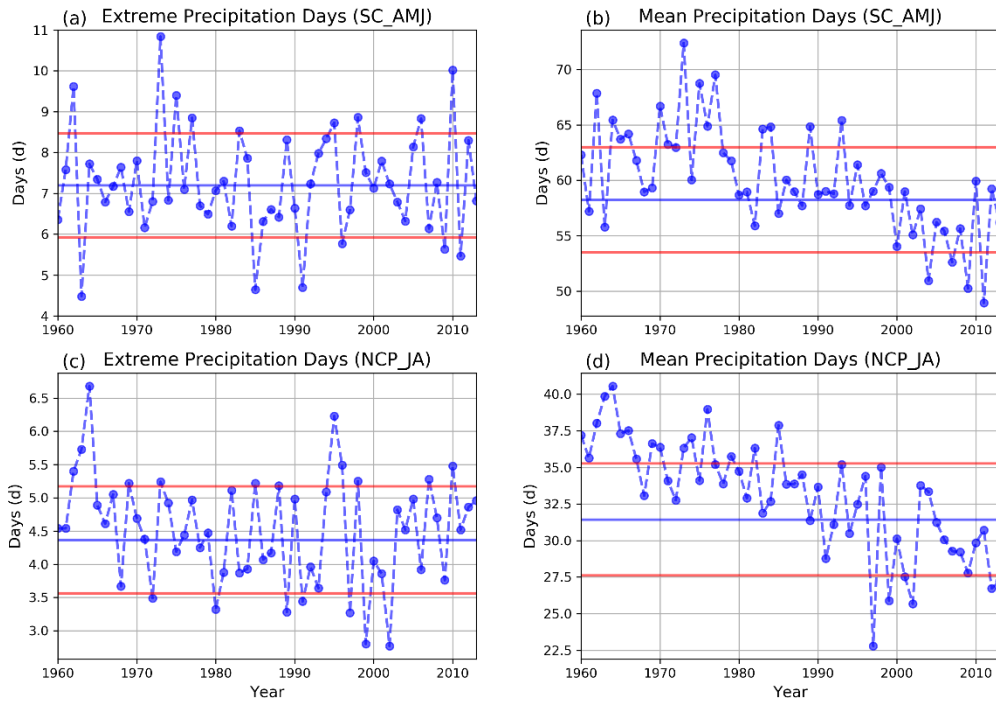 (a) Extreme Precipitation Days (SC_AMJ)
11
10
9
8
7
6
5
4
Days (d)
1960 1970 1980 1990 2000 2010
(b) Mean Precipitation Days (SC_AMJ)
70
65
60
55
50
Days (d)
1960 1970 1980 1990 2000 2010
(c) Extreme Precipitation Days (NCP_JA)
6.5
6.0
5.5
5.0
4.5
4.0
3.5
3.0
Days (d)
1960 1970 1980 1990 2000 2010
Year
(d) Mean Precipitation Days (NCP_JA)
40.0
37.5
35.0
32.5
30.0
27.5
25.0
22.5
Days (d)
1960 1970 1980 1990 2000 2010
Year